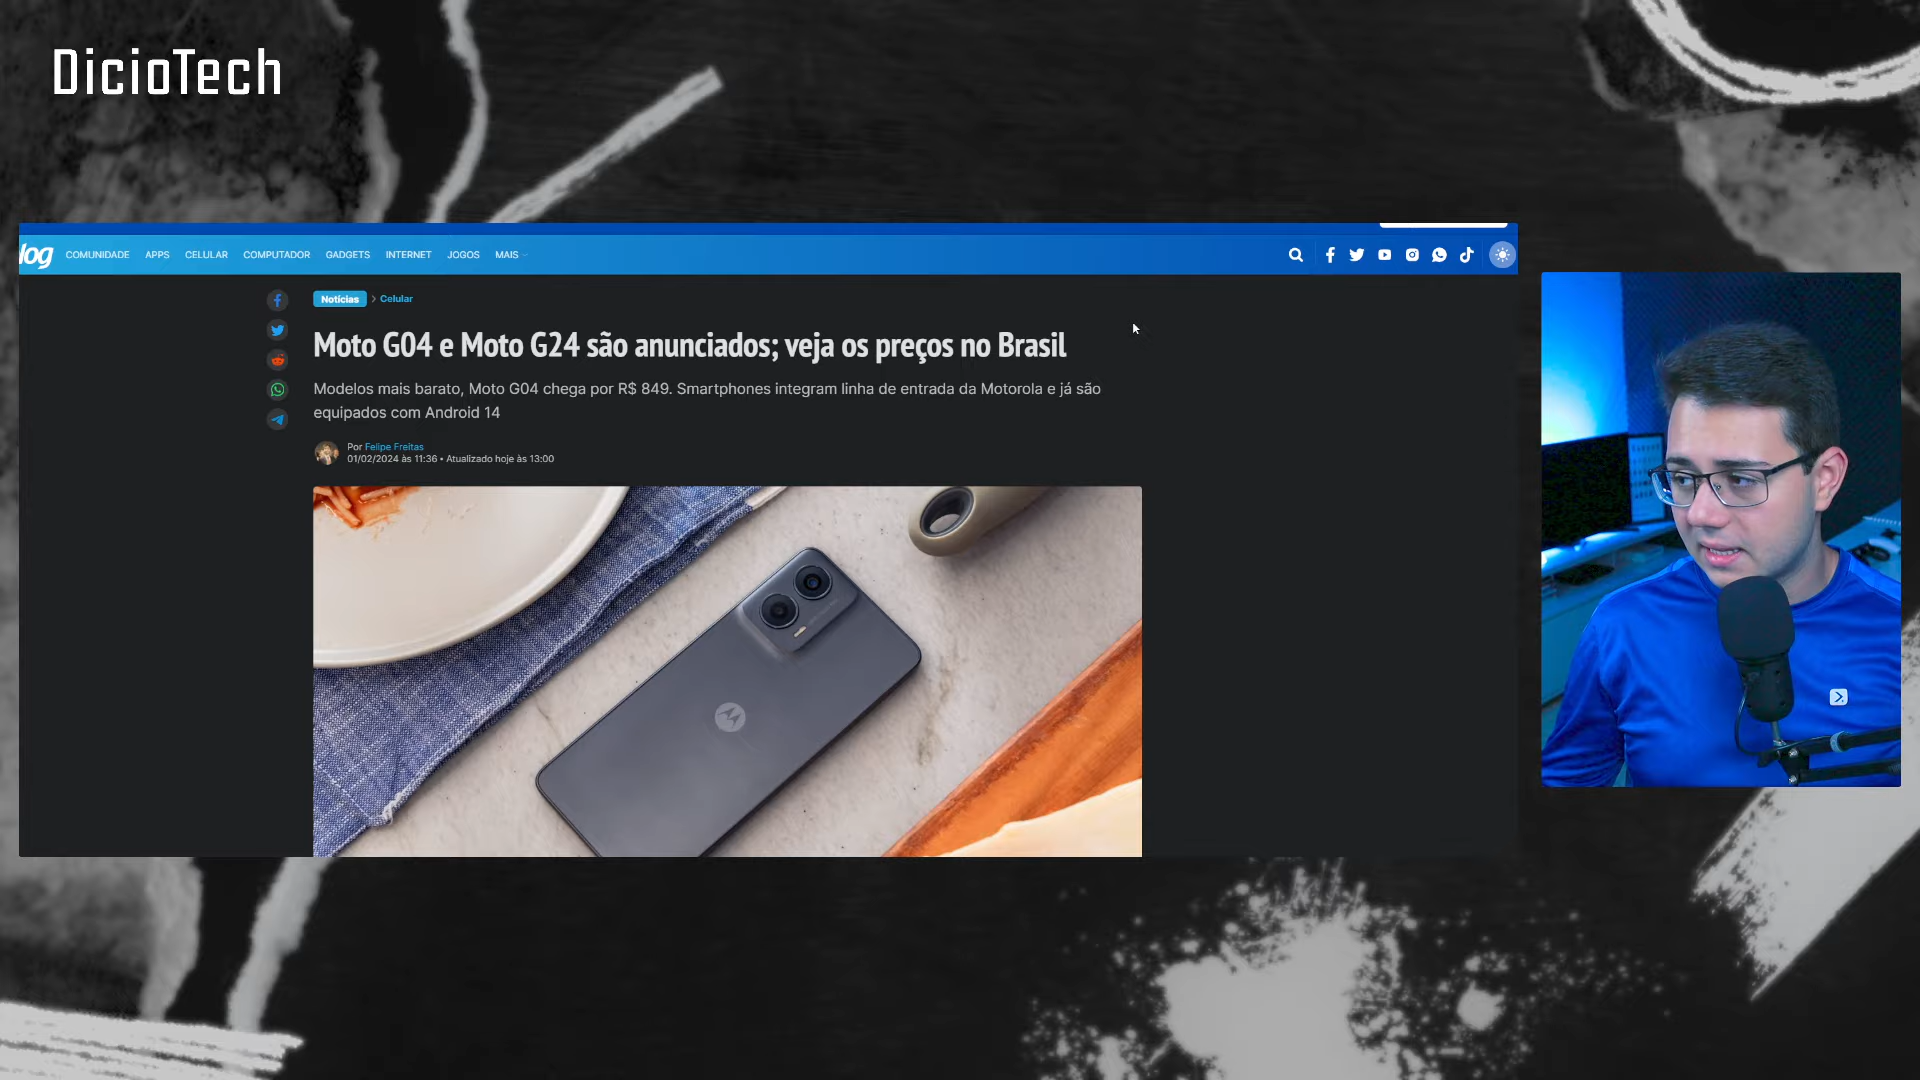 DicioTech
log COMUNIDADE APPS CELULAR COMPUTADOR GADGETS INTERNET JOGOS MAIS
Notícias > Celular
Moto G04 e Moto G24 são anunciados; veja os preços no Brasil
Modelos mais barato, Moto G04 chega por R$ 849. Smartphones integram linha de entrada da Motorola e já são
equipados com Android 14
Por Felipe Freitas
01/02/2024 às 11:36 • Atualizado hoje às 13:00